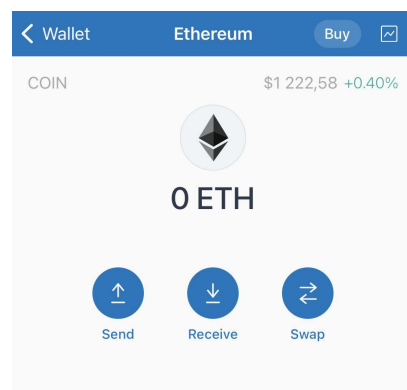 Wallet Ethereum Buy
COIN $1 222,58 +0.40%
0 ETH
Send Receive Swap